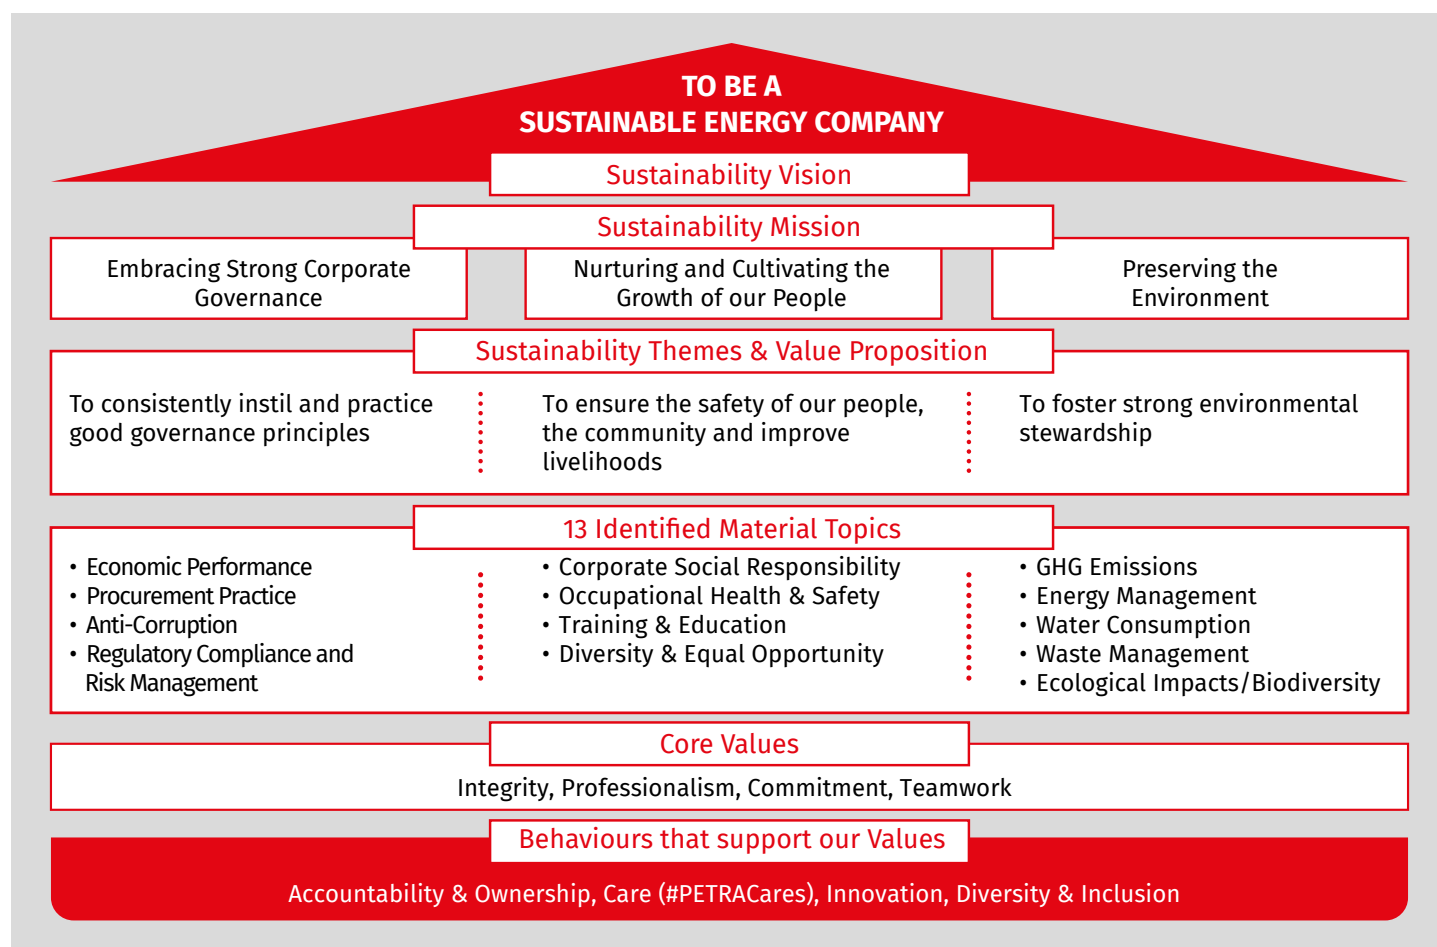 TO BE A
SUSTAINABLE ENERGY COMPANY
Sustainability Vision
Sustainability Mission
Embracing Strong Corporate
Governance
Nurturing and Cultivating the
Growth of our People
Preserving the
Environment
Sustainability Themes & Value Proposition
To consistently instil and practice
good governance principles
To ensure the safety of our people,
the community and improve
livelihoods
To foster strong environmental
stewardship
13 Identified Material Topics
• Economic Performance
• Procurement Practice
• Anti-Corruption
• Regulatory Compliance and
Risk Management
• Corporate Social Responsibility
• Occupational Health & Safety
• Training & Education
• Diversity & Equal Opportunity
• GHG Emissions
• Energy Management
• Water Consumption
• Waste Management
• Ecological Impacts/Biodiversity
Core Values
Integrity, Professionalism, Commitment, Teamwork
Behaviours that support our Values
Accountability & Ownership, Care (#PETRACares), Innovation, Diversity & Inclusion